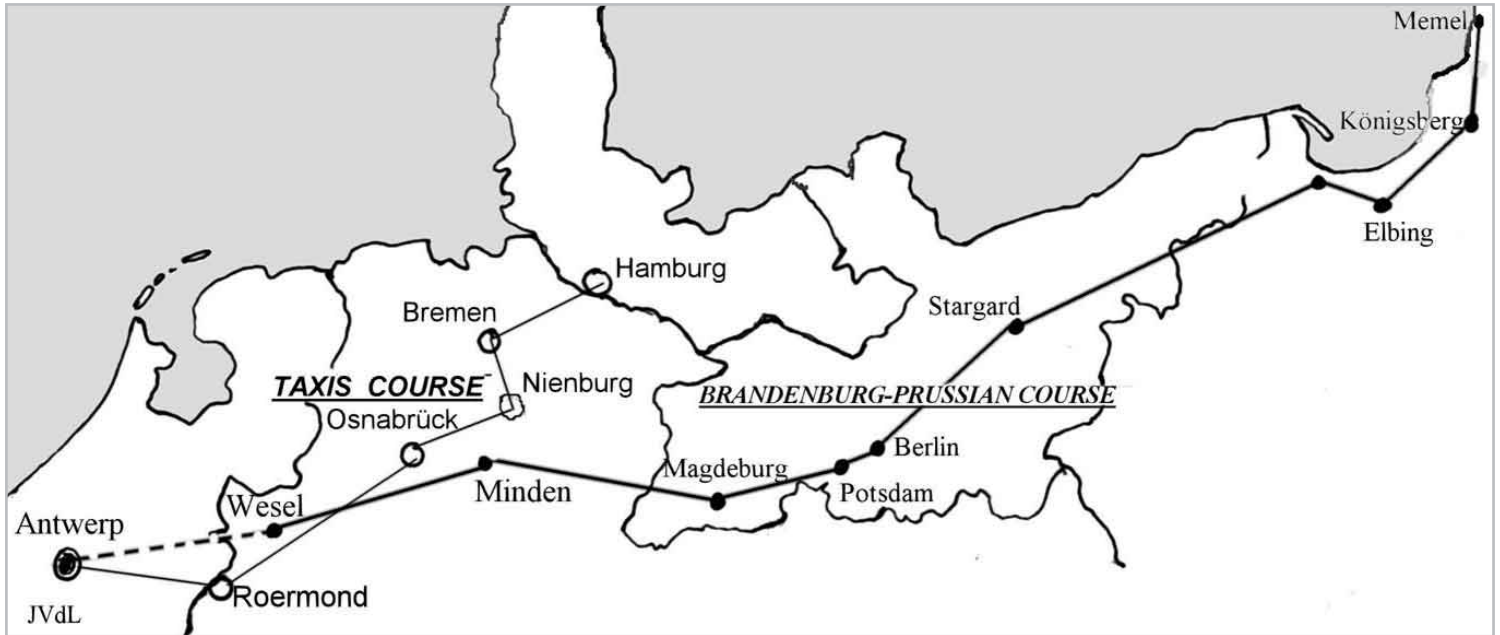 Memel
Königsberg
Elbing
Hamburg
Bremen
Stargard
TAXIS COURSE
Nienburg
BRANDENBURG-PRUSSIAN COURSE
Osnabrück
Berlin
Magdeburg
Minden
Potsdam
Wesel
Antwerp
Roermond
JVdL